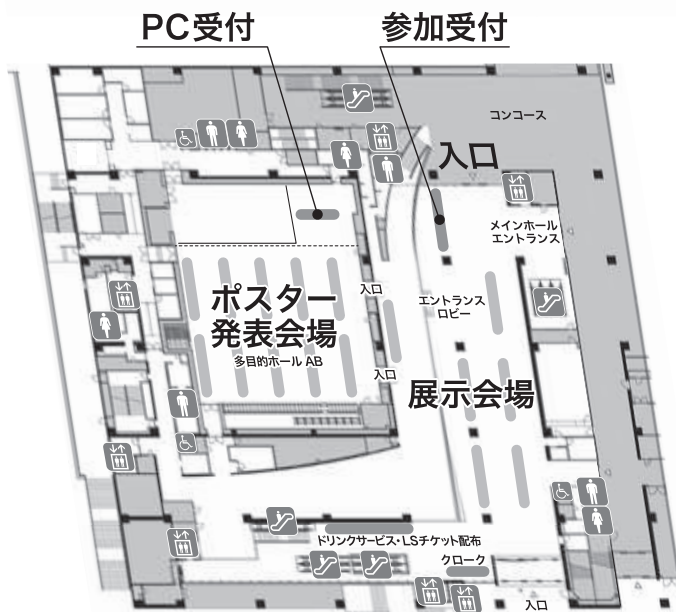 PC受付
参加受付
コンコース
入口
メインホール
エントランス
入口
エントランス
ロビー
ポスター
発表会場
多目的ホール AB
入口
展示会場
ドリンクサービス・LSチケット配布
クローク
入口